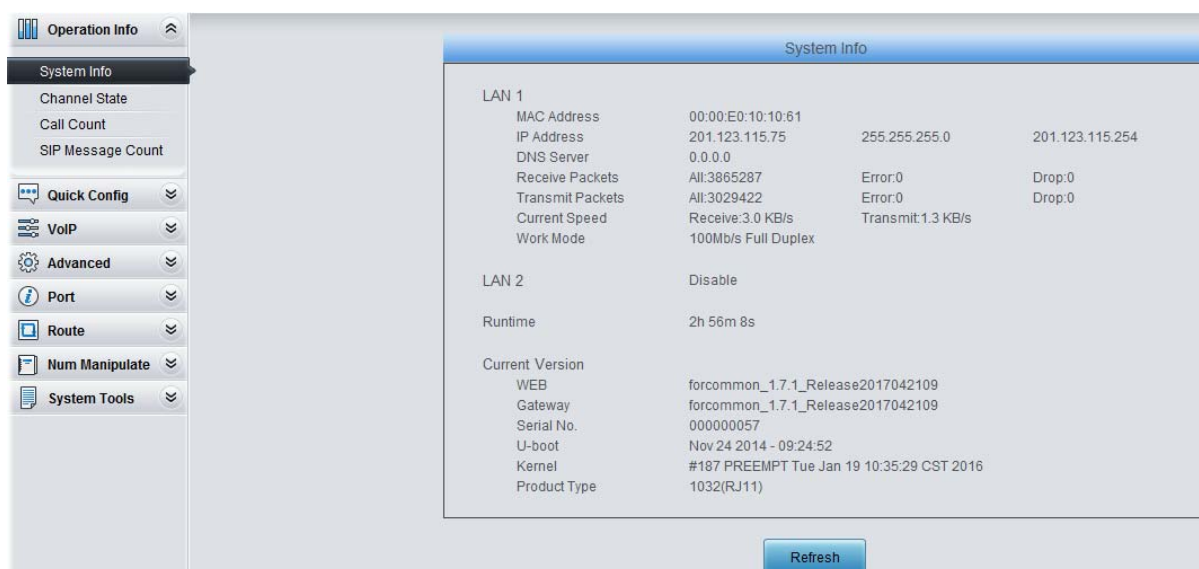 Operation Info
System Info
Channel State
Call Count
SIP Message Count
Quick Config
VoIP
Advanced
Port
Route
Num Manipulate
System Tools
System Info
LAN 1
MAC Address 00:00:E0:10:10:61
IP Address 201.123.115.75 255.255.255.0 201.123.115.254
DNS Server 0.0.0.0
Receive Packets All:3865287 Error:0 Drop:0
Transmit Packets All:3029422 Error:0 Drop:0
Current Speed Receive:3.0 KB/s Transmit:1.3 KB/s
Work Mode 100Mb/s Full Duplex
LAN 2 Disable
Runtime 2h 56m 8s
Current Version
WEB forcommon_1.7.1_Release2017042109
Gateway forcommon_1.7.1_Release2017042109
Serial No. 000000057
U-boot Nov 24 2014 - 09:24:52
Kernel #187 PREEMPT Tue Jan 19 10:35:29 CST 2016
Product Type 1032(RJ11)
Refresh